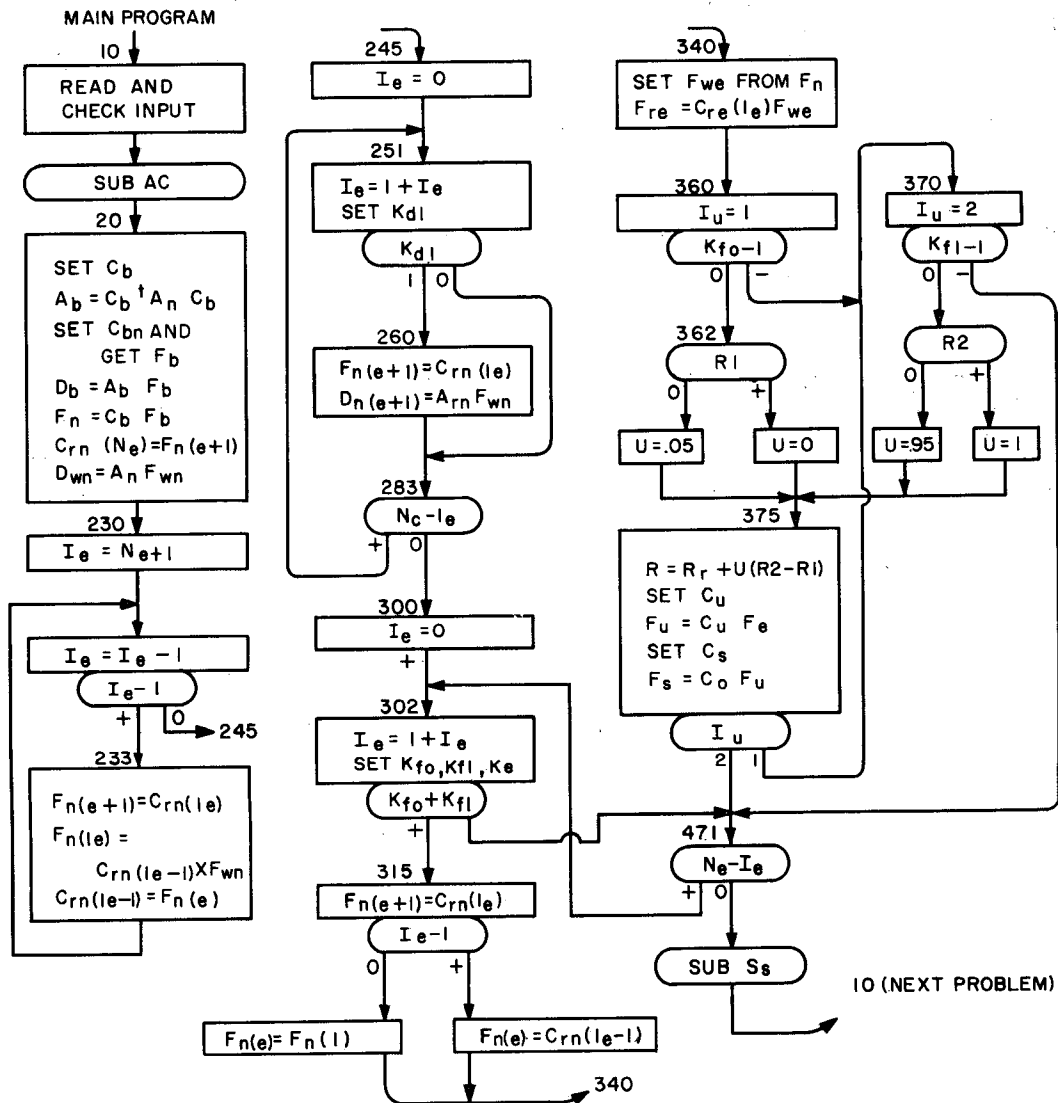 MAIN PROGRAM
10
READ AND
CHECK INPUT
SUB AC
20
SET Cb
Ab = Cb † An Cb
SET Cbn AND
GET Fb
Db = Ab Fb
Fn = Cb Fb
Crn (Ne) = Fn(e+1)
Dwn = An Fwn
230
Ie = Ne+1
Ie = Ie -1
Ie -1
+ 0
245
233
Fn(e+1) = Crn(Ie)
Fn(Ie) =
Crn(Ie-1) X Fwn
Crn(Ie-1) = Fn(e)
245
Ie = 0
251
Ie = 1 + Ie
SET Kd1
Kd1
1 0
260
Fn(e+1) = Crn (Ie)
Dn(e+1) = Arn Fwn
283
Nc - Ie
+ 0
300
Ie = 0
+
302
Ie = 1 + Ie
SET Kfo, Kf1, Ke
Kfo + Kf1
+
315
Fn(e+1) = Crn(Ie)
Ie -1
0 +
Fn(e) = Fn(1)
Fn(e) = Crn(Ie-1)
340
340
SET Fwe FROM Fn
Fre = Cre (Ie) Fwe
360
Iu = 1
Kfo -1
0 -
362
R1
0 +
U = .05
U = 0
370
Iu = 2
Kf1 -1
0 -
R2
0 +
U = .95
U = 1
375
R = Rr + U(R2-R1)
SET Cu
Fu = Cu Fe
SET Cs
Fs = Co Fu
Iu
2 1
471
Ne - Ie
+ 0
SUB Ss
10 (NEXT PROBLEM)